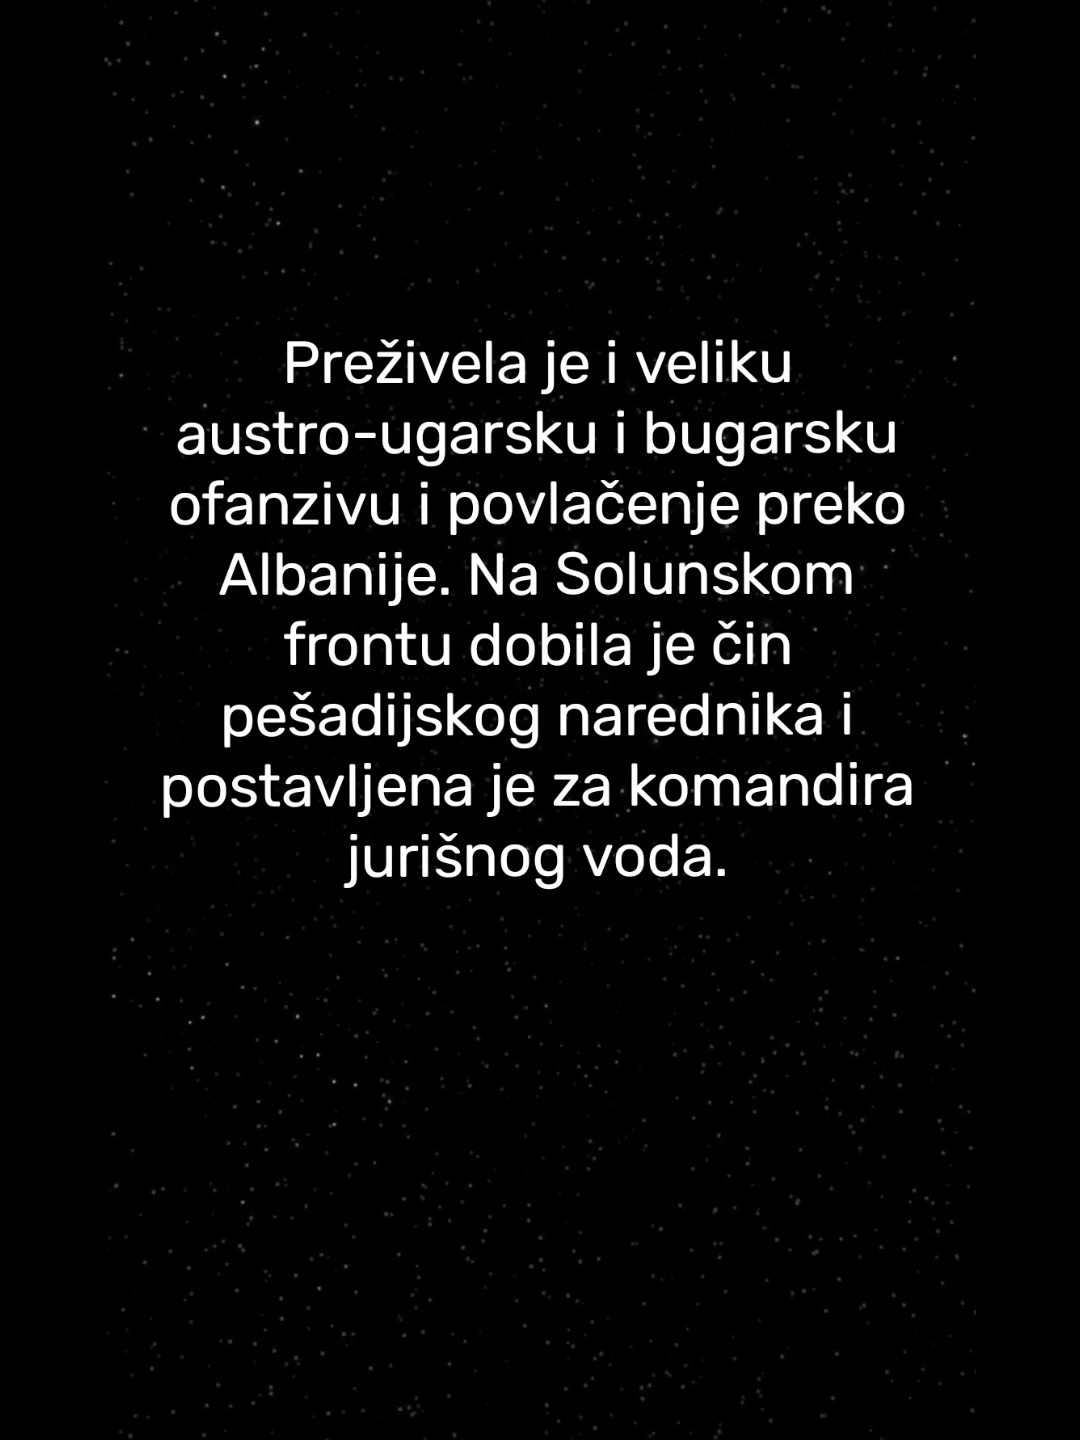 Preživela je i veliku
austro-ugarsku i bugarsku
ofanzivu i povlačenje preko
Albanije. Na Solunskom
frontu dobila je čin
pešadijskog narednika i
postavljena je za komandira
jurišnog voda.